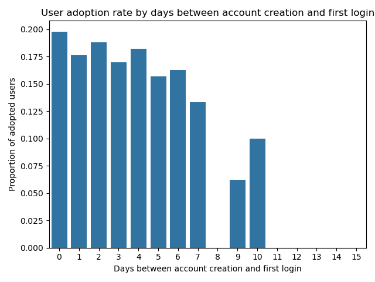 User adoption rate by days between account creation and first login
0.200
0.175
0.150
0.125
0.100
0.075
0.050
0.025
0.000
Proportion of adopted users
0 1 2 3 4 5 6 7 8 9 10 11 12 13 14 15
Days between account creation and first login